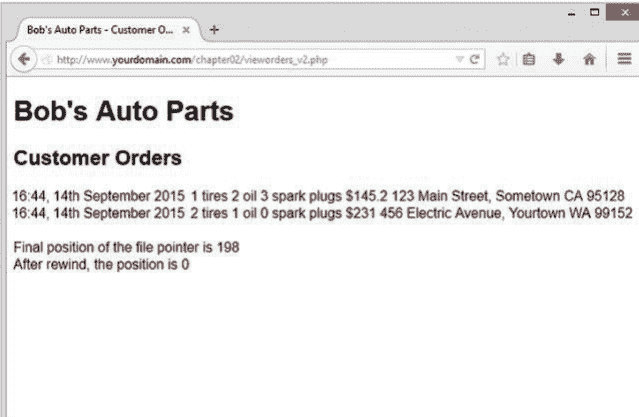 Bob's Auto Parts - Customer O...
http://www.yourdomain.com/chapter02/vieworders_v2.php
Bob's Auto Parts
Customer Orders
16:44, 14th September 2015 1 tires 2 oil 3 spark plugs $145.2 123 Main Street, Sometown CA 95128
16:44, 14th September 2015 2 tires 1 oil 0 spark plugs $231 456 Electric Avenue, Yourtown WA 99152
Final position of the file pointer is 198
After rewind, the position is 0